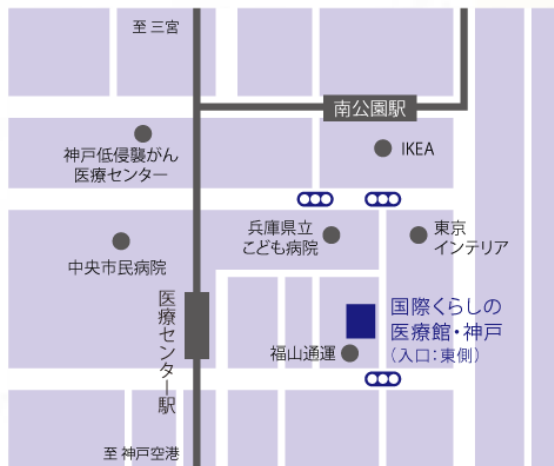 至 三宮
南公園駅
神戸低侵襲がん
医療センター
IKEA
兵庫県立
こども病院
東京
インテリア
中央市民病院
医療センター駅
国際くらしの
医療館・神戸
（入口：東側）
福山通運
至 神戸空港